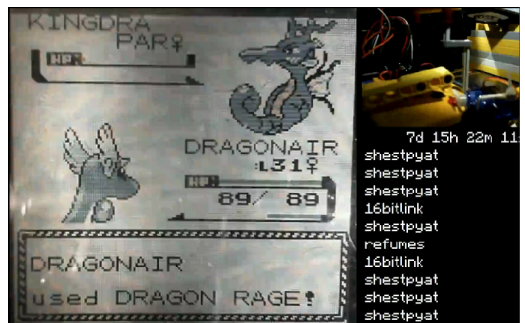 KINGDRA
PAR♀
HP:
DRAGONAIR
:L31♀
HP:
89/ 89
DRAGONAIR
used DRAGON RAGE!
7d 15h 22m 11
shestpyat
shestpyat
shestpyat
16bitlink
shestpyat
refumes
16bitlink
shestpyat
shestpyat
shestpyat